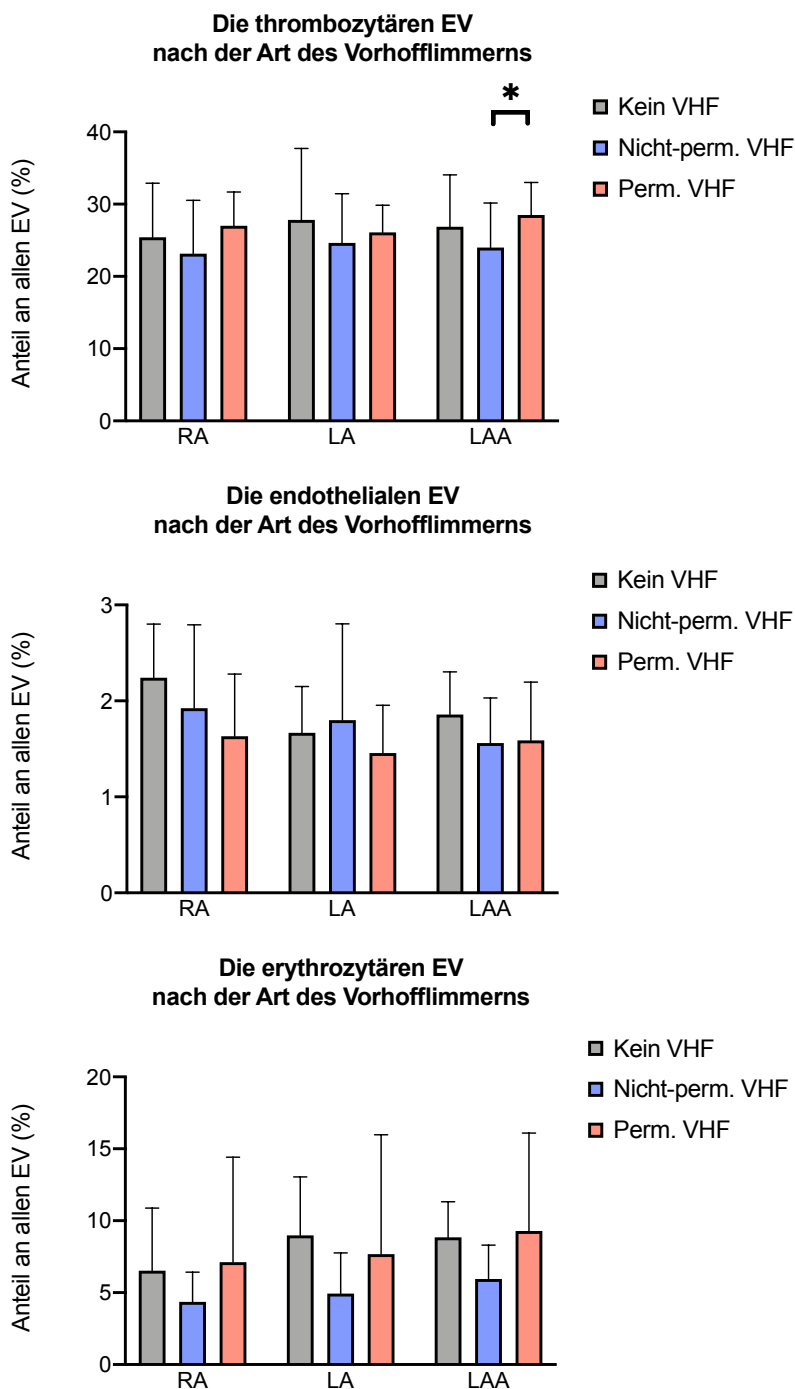 Die thrombozytären EV
nach der Art des Vorhofflimmerns
*
Kein VHF
Nicht-perm. VHF
Perm. VHF
Anteil an allen EV (%)
40
30
20
10
0
RA LA LAA
Die endothelialen EV
nach der Art des Vorhofflimmerns
Kein VHF
Nicht-perm. VHF
Perm. VHF
Anteil an allen EV (%)
3
2
1
0
RA LA LAA
Die erythrozytären EV
nach der Art des Vorhofflimmerns
Kein VHF
Nicht-perm. VHF
Perm. VHF
Anteil an allen EV (%)
20
15
10
5
0
RA LA LAA